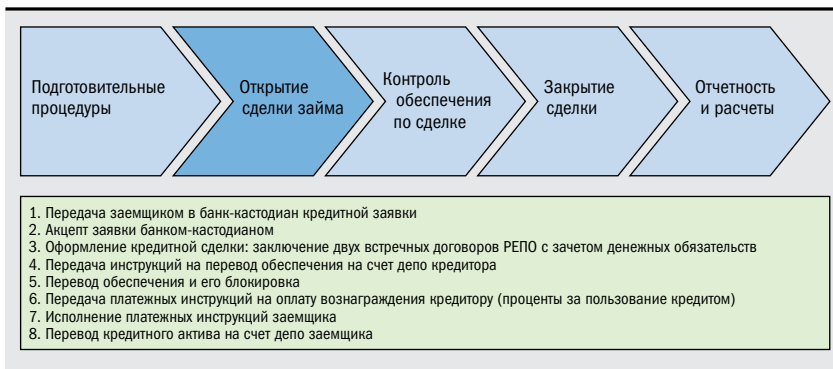 Подготовительные
процедуры
Открытие
сделки займа
Контроль
обеспечения
по сделке
Закрытие
сделки
Отчетность
и расчеты
1. Передача заемщиком в банк-кастодиан кредитной заявки
2. Акцепт заявки банком-кастодианом
3. Оформление кредитной сделки: заключение двух встречных договоров РЕПО с зачетом денежных обязательств
4. Передача инструкций на перевод обеспечения на счет депо кредитора
5. Перевод обеспечения и его блокировка
6. Передача платежных инструкций на оплату вознаграждения кредитору (проценты за пользование кредитом)
7. Исполнение платежных инструкций заемщика
8. Перевод кредитного актива на счет депо заемщика